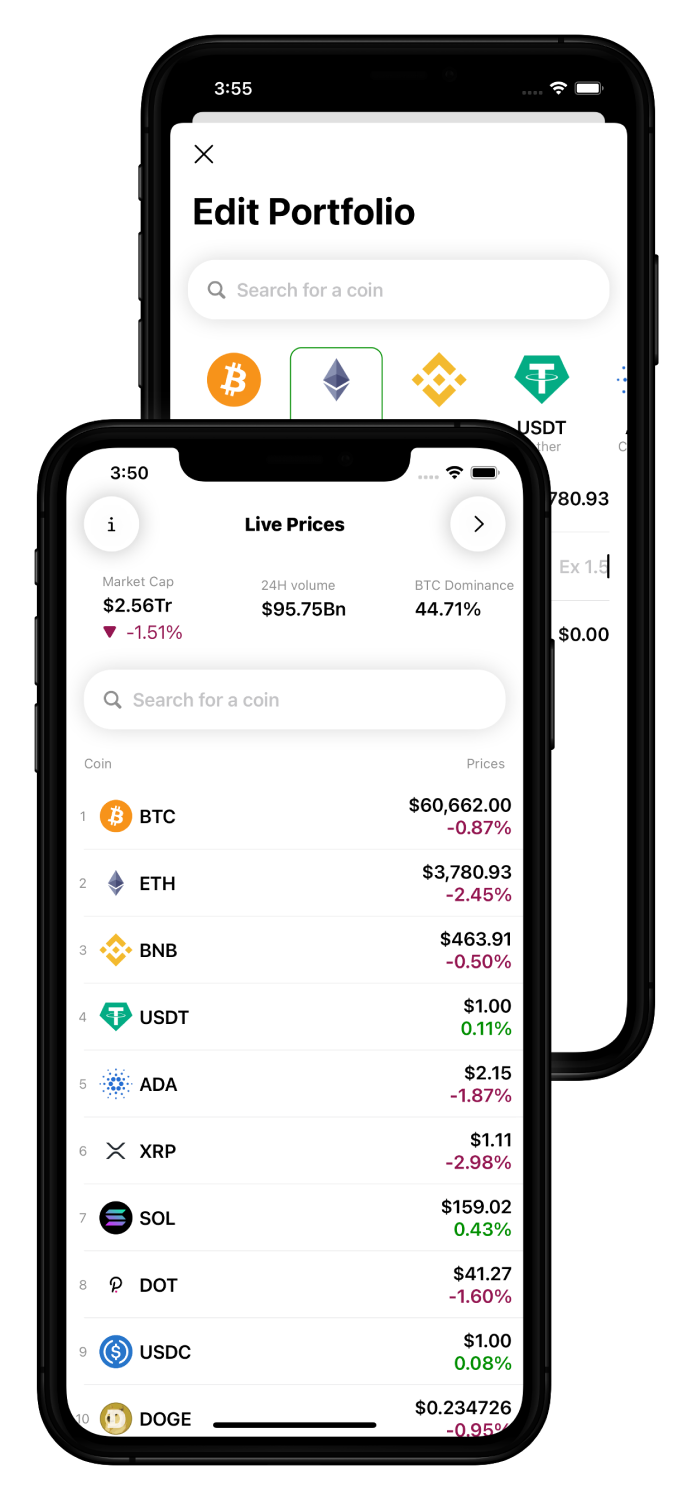 3:55
Edit Portfolio
Search for a coin
USDT
780.93
Ex 1.5
$0.00
3:50
i
Live Prices
Market Cap
24H volume
BTC Dominance
$2.56Tr
$95.75Bn
44.71%
-1.51%
Search for a coin
Coin
Prices
1 BTC $60,662.00
-0.87%
2 ETH $3,780.93
-2.45%
3 BNB $463.91
-0.50%
4 USDT $1.00
0.11%
5 ADA $2.15
-1.87%
6 XRP $1.11
-2.98%
7 SOL $159.02
0.43%
8 DOT $41.27
-1.60%
9 USDC $1.00
0.08%
10 DOGE $0.234726
-0.95%